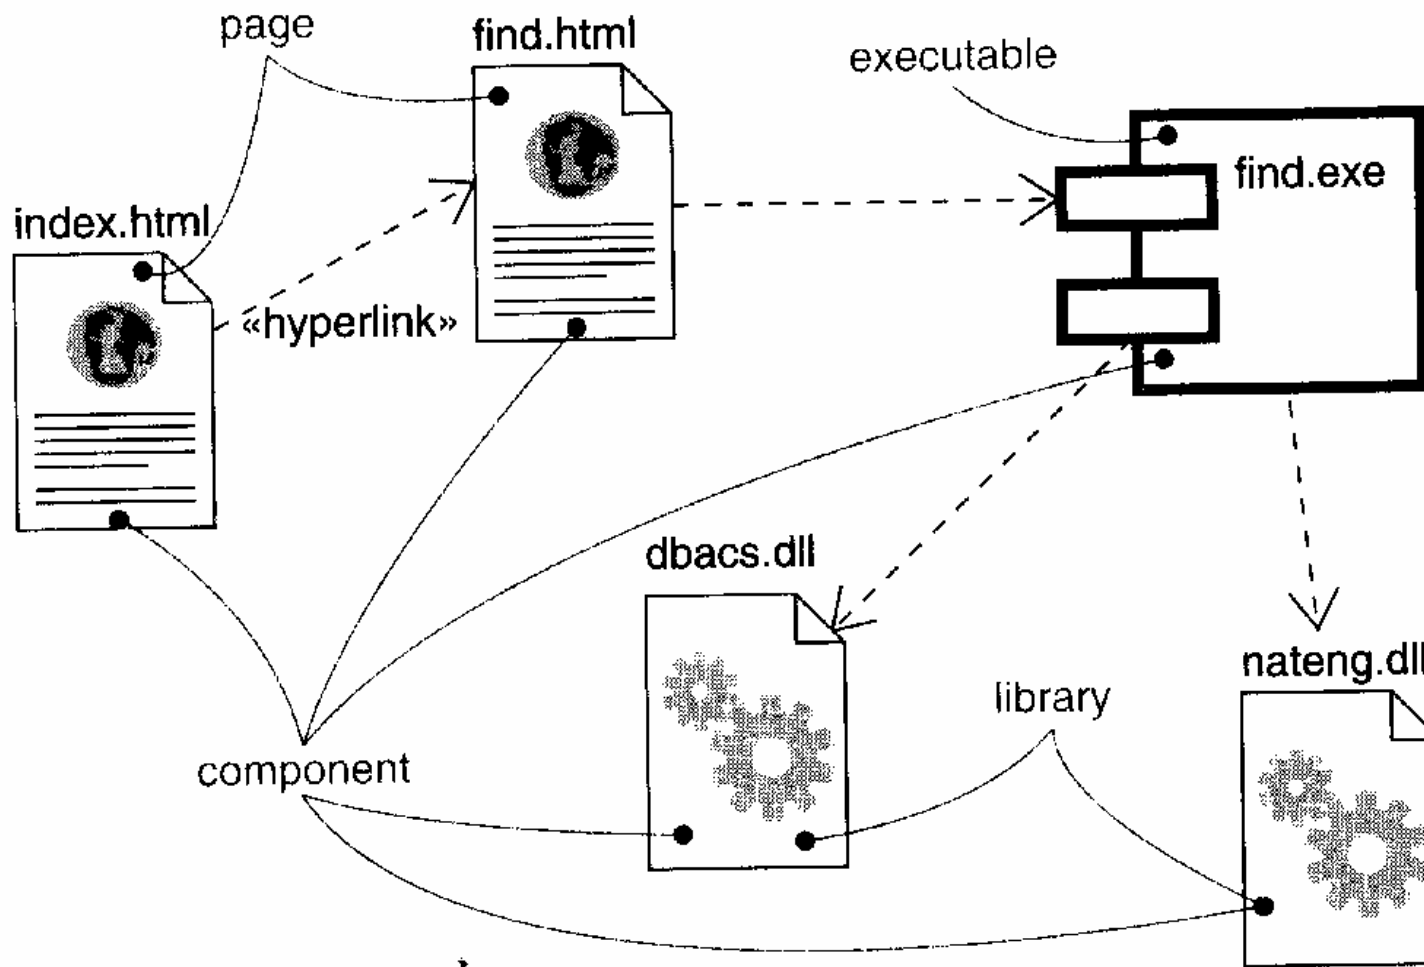 page
find.html
executable
find.exe
index.html
«hyperlink»
dbacs.dll
nateng.dll
library
component